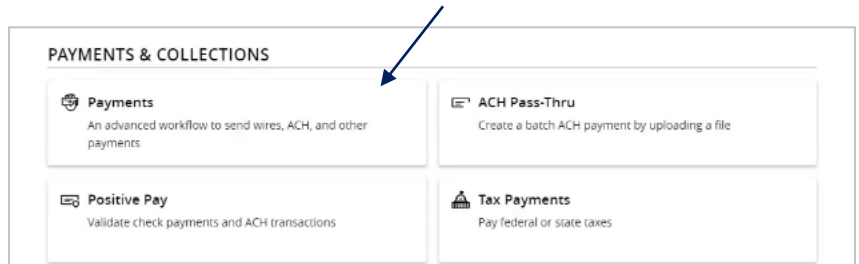 PAYMENTS & COLLECTIONS
Payments
An advanced workflow to send wires, ACH, and other
payments
ACH Pass-Thru
Create a batch ACH payment by uploading a file
Positive Pay
Validate check payments and ACH transactions
Tax Payments
Pay federal or state taxes